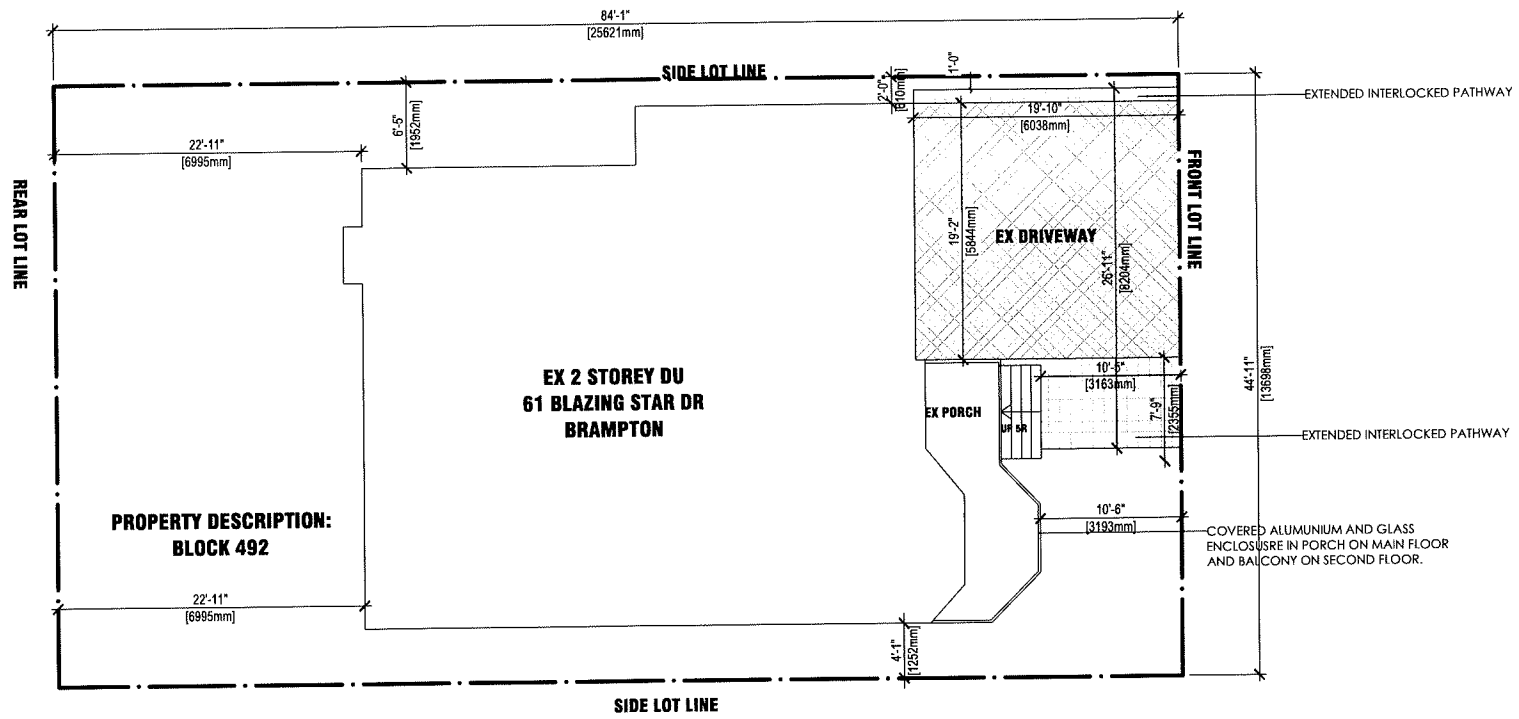 84'-1"
[25621mm]
SIDE LOT LINE
1'-0"
2'-0"
[610mm]
EXTENDED INTERLOCKED PATHWAY
19'-10"
[6038mm]
6'-5"
[1952mm]
22'-11"
[6995mm]
REAR LOT LINE
FRONT LOT LINE
19'-2"
[5844mm]
EX DRIVEWAY
26'-11"
[8204mm]
EX 2 STOREY DU
61 BLAZING STAR DR
BRAMPTON
EX PORCH
UP 5R
10'-5"
[3163mm]
7'-9"
[2355mm]
44'-11"
[13698mm]
EXTENDED INTERLOCKED PATHWAY
PROPERTY DESCRIPTION:
BLOCK 492
10'-6"
[3193mm]
COVERED ALUMUNIUM AND GLASS
ENCLOSUSRE IN PORCH ON MAIN FLOOR
AND BALCONY ON SECOND FLOOR.
22'-11"
[6995mm]
4'-1"
[1252mm]
SIDE LOT LINE